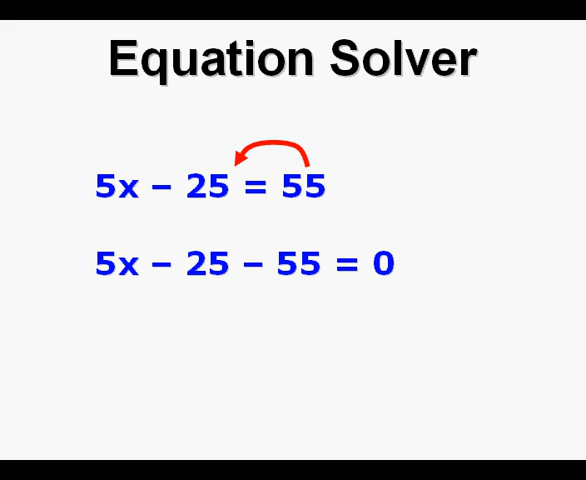 Equation Solver
5x – 25 = 55
5x – 25 – 55 = 0